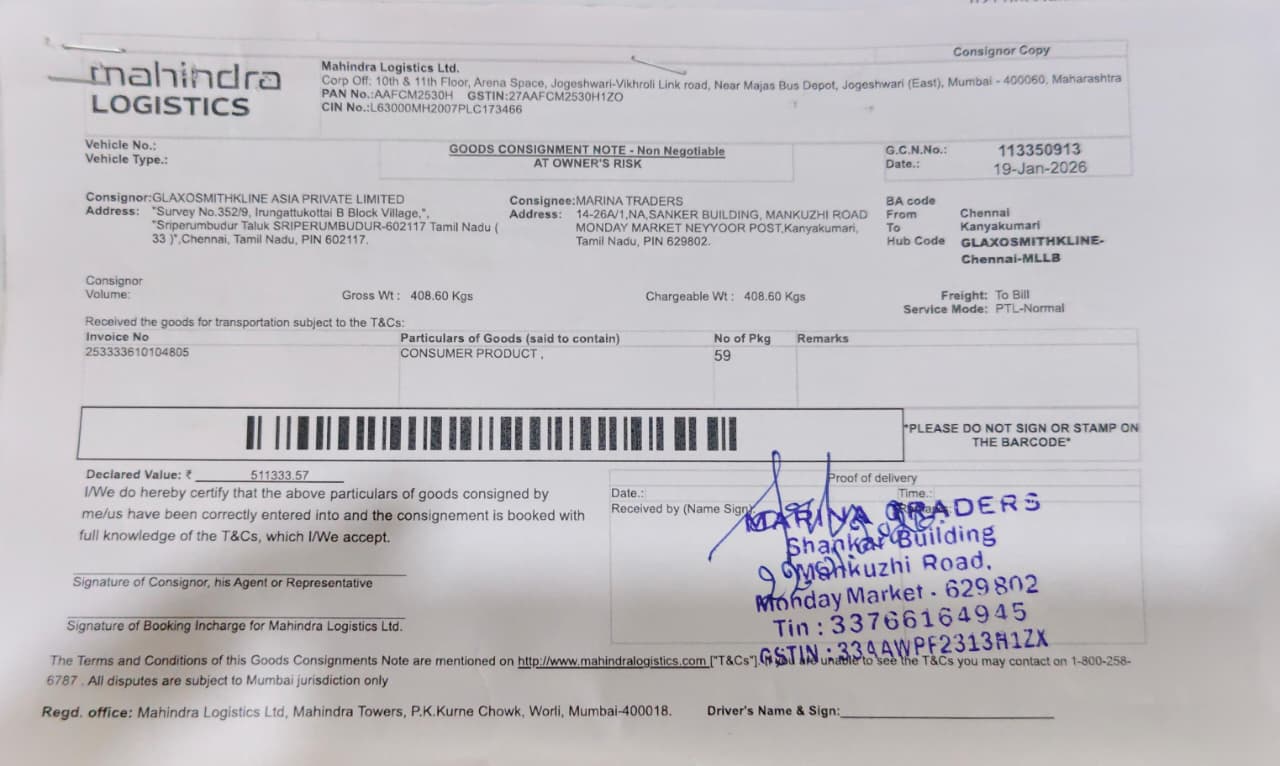 Consignor Copy
mahindra
LOGISTICS
Mahindra Logistics Ltd.
Corp Off: 10th & 11th Floor, Arena Space, Jogeshwari-Vikhroli Link road, Near Majas Bus Depot, Jogeshwari (East), Mumbai - 400060, Maharashtra
PAN No.:AAFCM2530H GSTIN:27AAFCM2530H1ZO
CIN No.:L63000MH2007PLC173466
Vehicle No.:
Vehicle Type.:
GOODS CONSIGNMENT NOTE - Non Negotiable
AT OWNER'S RISK
G.C.N.No.: 113350913
Date.: 19-Jan-2026
Consignor:GLAXOSMITHKLINE ASIA PRIVATE LIMITED
Address: "Survey No.352/9, Irungattukottai B Block Village,",
"Sriperumbudur Taluk SRIPERUMBUDUR-602117 Tamil Nadu (
33 )",Chennai, Tamil Nadu, PIN 602117.
Consignee:MARINA TRADERS
Address: 14-26A/1,NA,SANKER BUILDING, MANKUZHI ROAD
MONDAY MARKET NEYYOOR POST,Kanyakumari,
Tamil Nadu, PIN 629802.
BA code
From Chennai
To Kanyakumari
Hub Code GLAXOSMITHKLINE-
Chennai-MLLB
Consignor
Volume:
Gross Wt : 408.60 Kgs
Chargeable Wt : 408.60 Kgs
Freight: To Bill
Service Mode: PTL-Normal
Received the goods for transportation subject to the T&Cs:
Invoice No Particulars of Goods (said to contain) No of Pkg Remarks
253333610104805 CONSUMER PRODUCT , 59
*PLEASE DO NOT SIGN OR STAMP ON
THE BARCODE*
Declared Value: ₹ 511333.57
I/We do hereby certify that the above particulars of goods consigned by
me/us have been correctly entered into and the consignement is booked with
full knowledge of the T&Cs, which I/We accept.
Signature of Consignor, his Agent or Representative
Signature of Booking Incharge for Mahindra Logistics Ltd.
Proof of delivery
Date.: Time.:
Received by (Name Sign)
MARINA TRADERS
Shankar Building
Mankuzhi Road,
Monday Market - 629802
Tin : 33766164945
GSTIN : 33AAWPF2313H1ZX
The Terms and Conditions of this Goods Consignments Note are mentioned on http://www.mahindralogistics.com ["T&Cs"]. If you are unable to see the T&Cs you may contact on 1-800-258-
6787 . All disputes are subject to Mumbai jurisdiction only
Regd. office: Mahindra Logistics Ltd, Mahindra Towers, P.K.Kurne Chowk, Worli, Mumbai-400018.
Driver's Name & Sign: